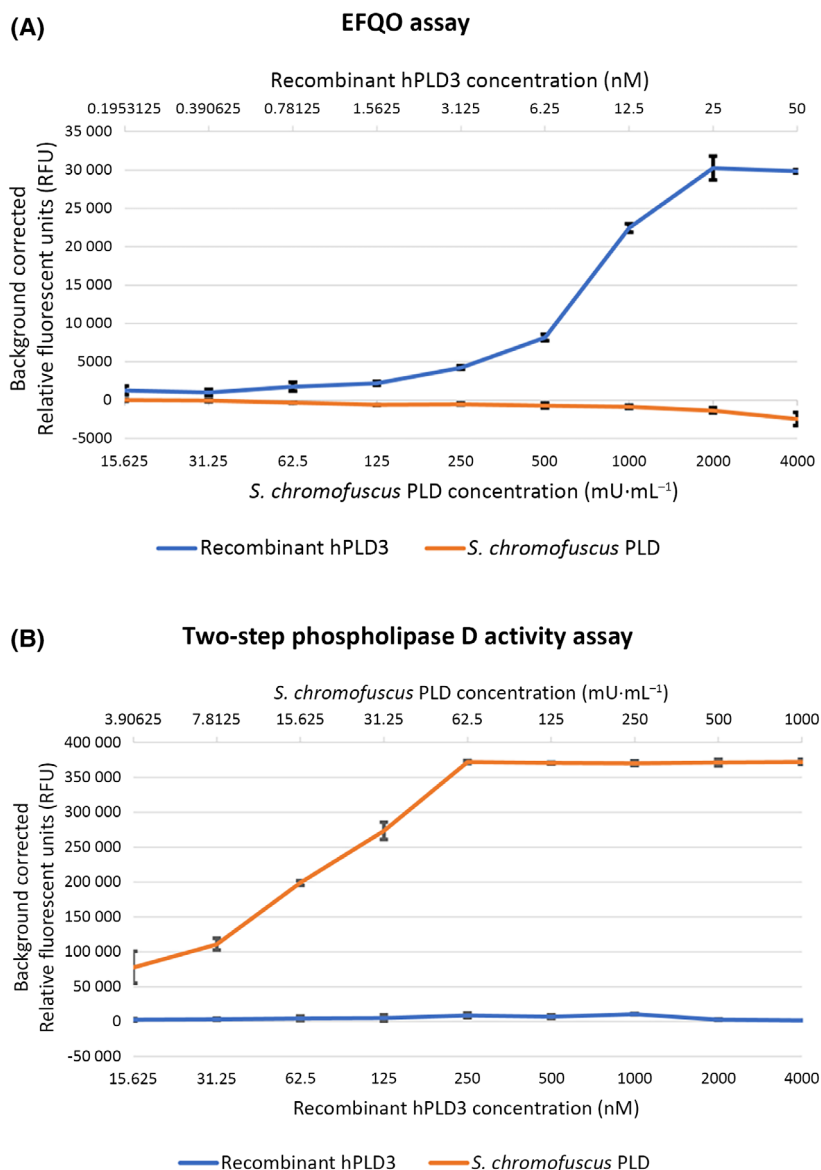 (A)
EFQO assay
Recombinant hPLD3 concentration (nM)
0.1953125 0.390625 0.78125 1.5625 3.125 6.25 12.5 25 50
Background corrected
Relative fluorescent units (RFU)
35 000
30 000
25 000
20 000
15 000
10 000
5000
0
-5000
15.625 31.25 62.5 125 250 500 1000 2000 4000
S. chromofuscus PLD concentration (mU·mL⁻¹)
Recombinant hPLD3 S. chromofuscus PLD
(B)
Two-step phospholipase D activity assay
S. chromofuscus PLD concentration (mU·mL⁻¹)
3.90625 7.8125 15.625 31.25 62.5 125 250 500 1000
Background corrected
Relative fluorescent units (RFU)
400 000
350 000
300 000
250 000
200 000
150 000
100 000
50 000
0
-50 000
15.625 31.25 62.5 125 250 500 1000 2000 4000
Recombinant hPLD3 concentration (nM)
Recombinant hPLD3 S. chromofuscus PLD